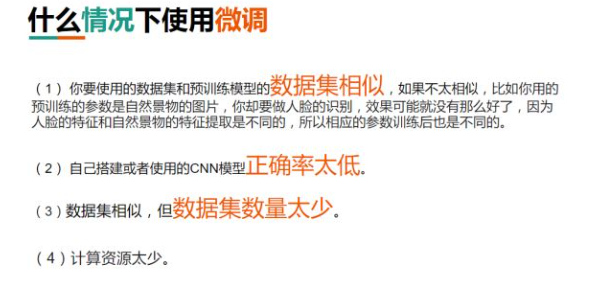 什么情况下使用微调
（1） 你要使用的数据集和预训练模型的数据集相似，如果不太相似，比如你用的
预训练的参数是自然景物的图片，你却要做人脸的识别，效果可能就没有那么好了，因为
人脸的特征和自然景物的特征提取是不同的，所以相应的参数训练后也是不同的。
（2） 自己搭建或者使用的CNN模型正确率太低。
（3）数据集相似，但数据集数量太少。
（4）计算资源太少。